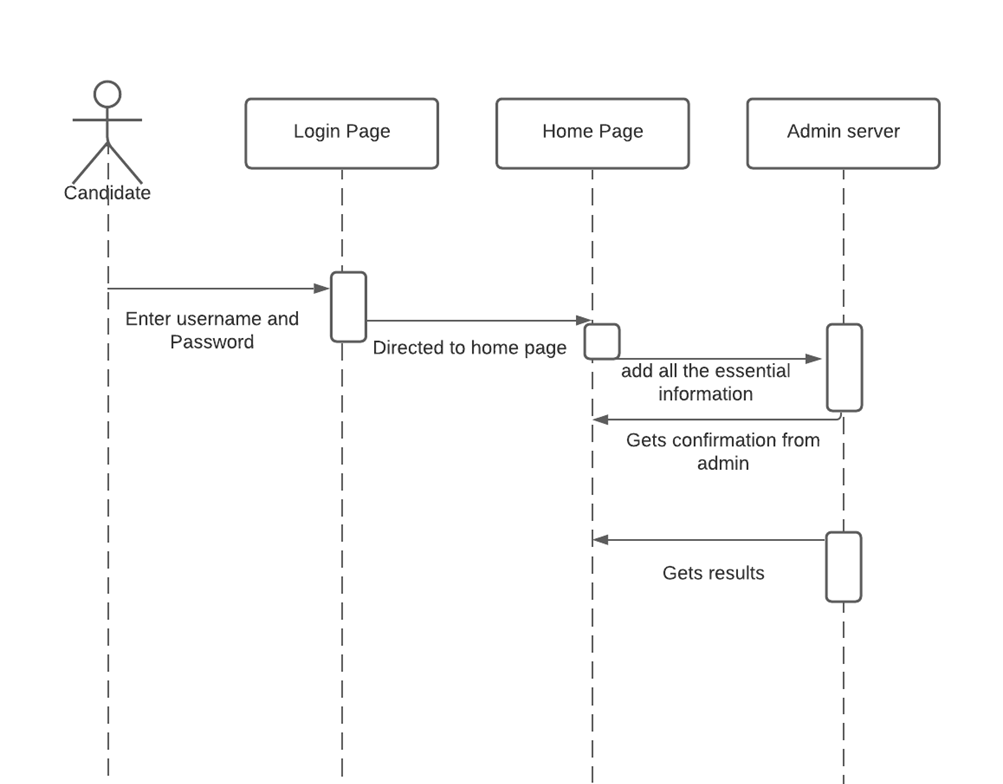 Login Page
Home Page
Admin server
Candidate
Enter username and
Password
Directed to home page
add all the essential
information
Gets confirmation from
admin
Gets results